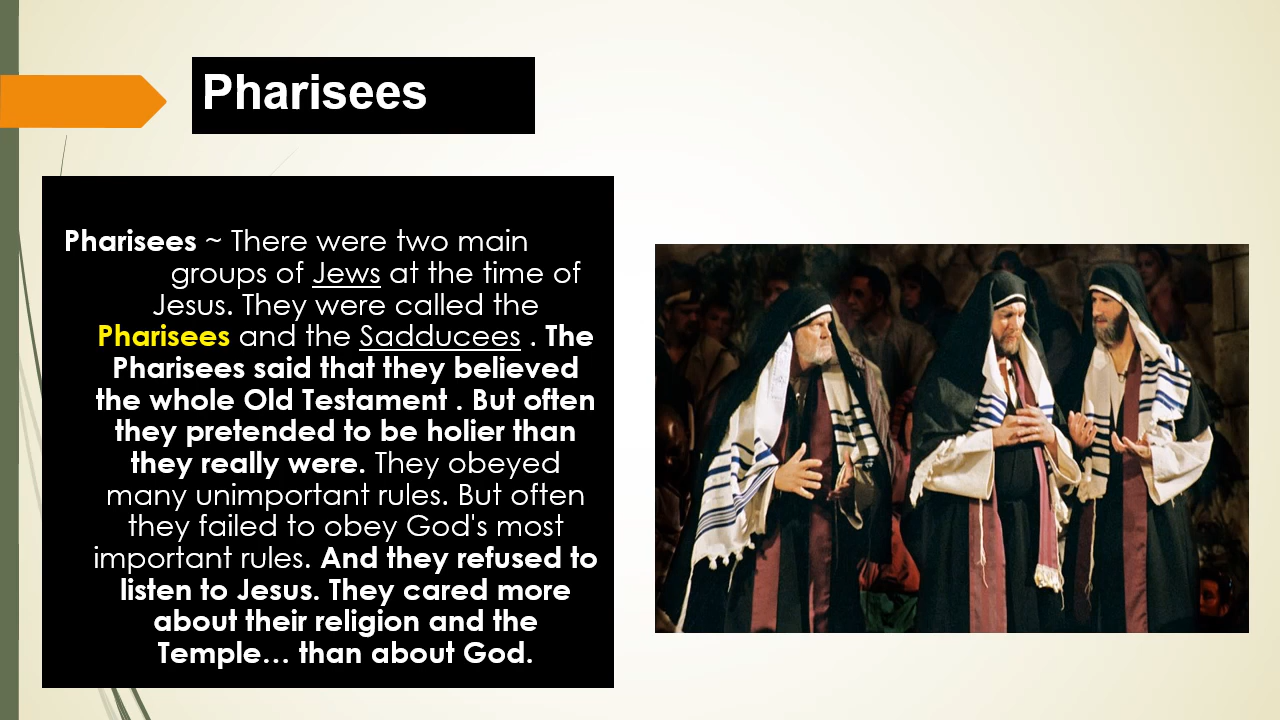 Pharisees
Pharisees ~ There were two main
groups of Jews at the time of
Jesus. They were called the
Pharisees and the Sadducees . The
Pharisees said that they believed
the whole Old Testament . But often
they pretended to be holier than
they really were. They obeyed
many unimportant rules. But often
they failed to obey God's most
important rules. And they refused to
listen to Jesus. They cared more
about their religion and the
Temple… than about God.